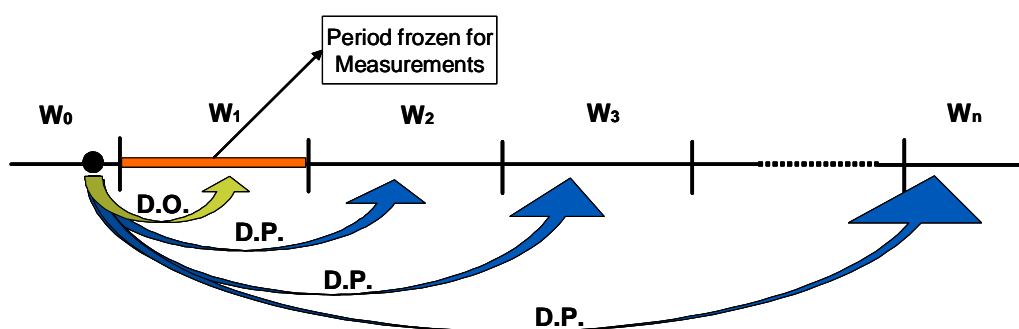 Period frozen for
Measurements
W0 W1 W2 W3 Wn
D.O.
D.P.
D.P.
D.P.